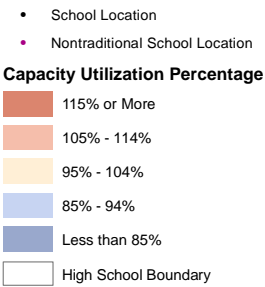 School Location
Nontraditional School Location
Capacity Utilization Percentage
115% or More
105% - 114%
95% - 104%
85% - 94%
Less than 85%
High School Boundary